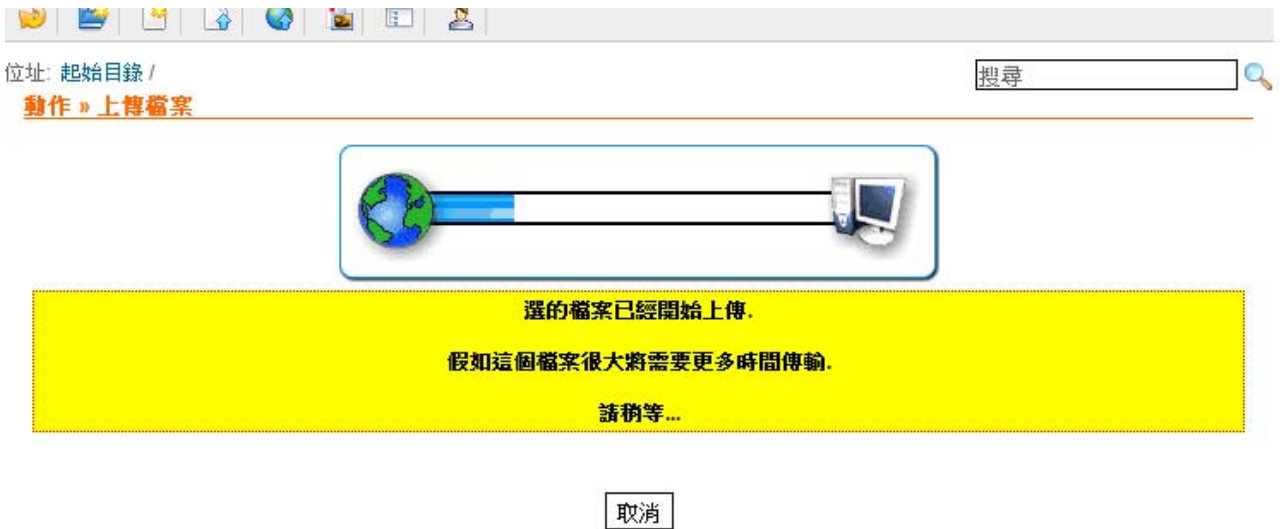 位址: 起始目錄 /
搜尋
動作 » 上傳檔案
選的檔案已經開始上傳.
假如這個檔案很大將需要更多時間傳輸.
請稍等...
取消